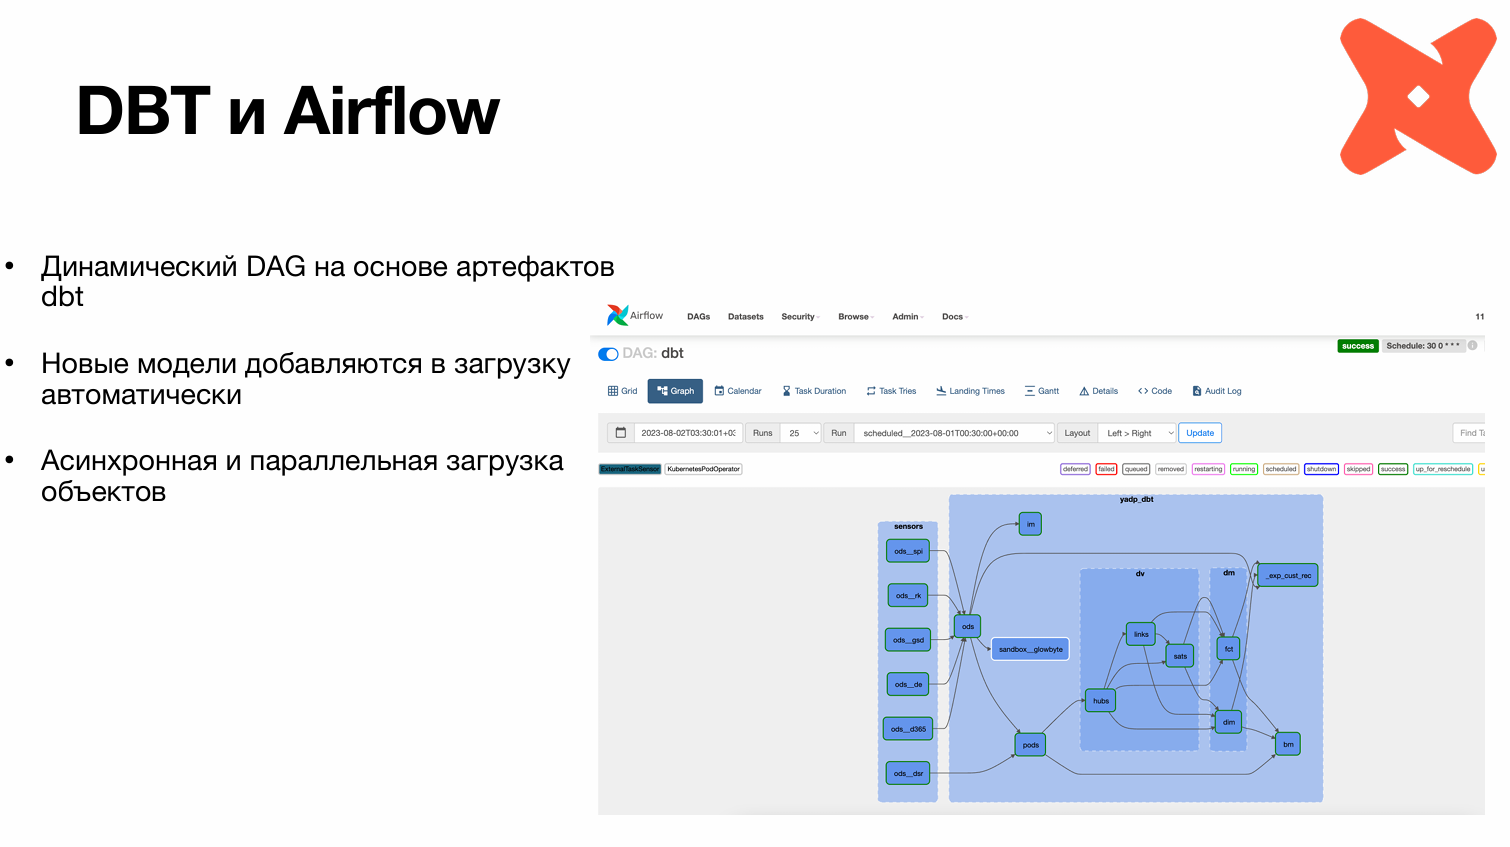 DBT и Airflow
• Динамический DAG на основе артефактов
dbt
• Новые модели добавляются в загрузку
автоматически
• Асинхронная и параллельная загрузка
объектов
Airflow DAGs Datasets Security Browse Admin Docs 11
DAG: dbt success Schedule: 30 0 * * *
Grid Graph Calendar Task Duration Task Tries Landing Times Gantt Details Code Audit Log
2023-08-02T03:30:01+03 Runs 25 Run scheduled__2023-08-01T00:30:00+00:00 Layout Left > Right Update Find
ExternalTaskSensor KubernetesPodOperator deferred failed queued removed restarting running scheduled shutdown skipped success up_for_reschedule
yadp_dbt
sensors
im
ods__spi
dv
dm
_exp_cust_rec
ods__rk
ods
links
ods__gsd
sandbox__glowbyte
fct
sats
ods__de
hubs
dim
ods__d365
pods
bm
ods__dsr